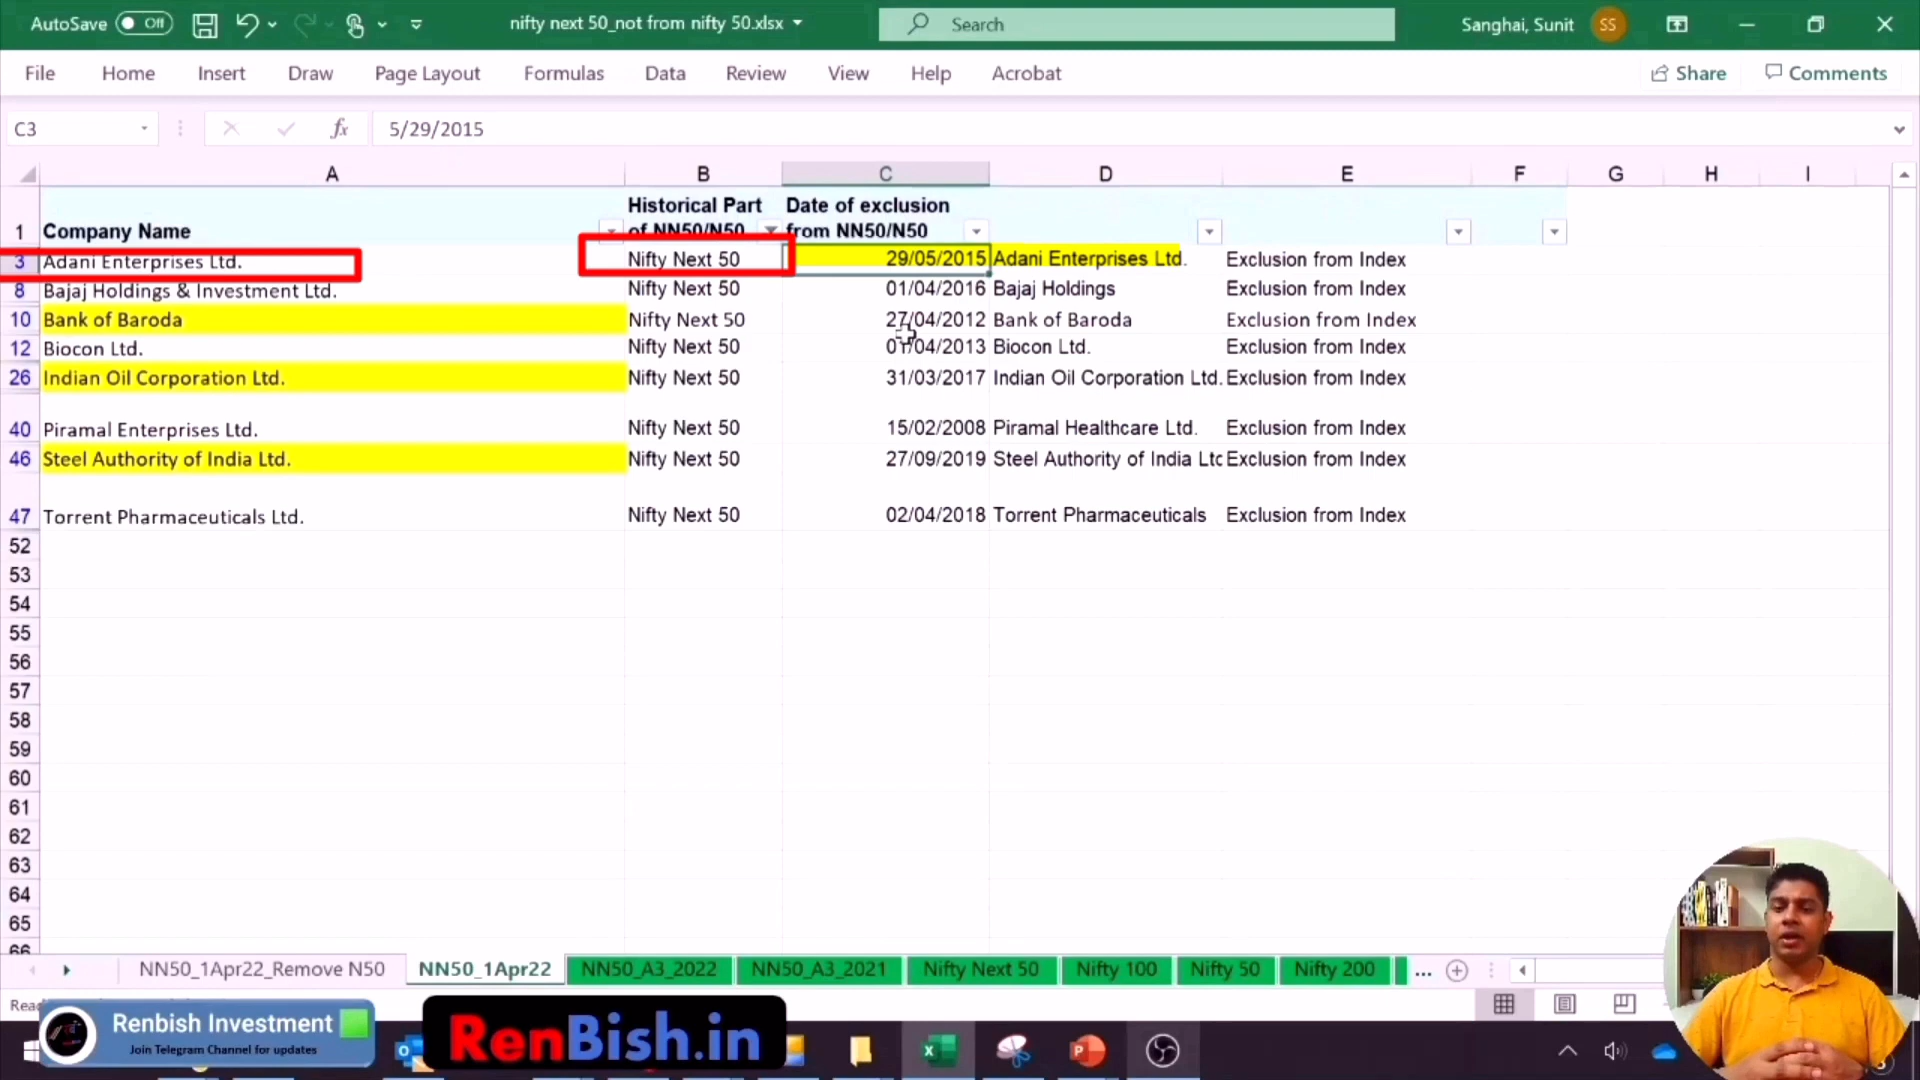 AutoSave Off nifty next 50_not from nifty 50.xlsx Search Sanghai, Sunit SS
File Home Insert Draw Page Layout Formulas Data Review View Help Acrobat Share Comments
C3 fx 5/29/2015
A B C D E F G H I
1 Company Name Historical Part of NN50/N50 Date of exclusion from NN50/N50
3 Adani Enterprises Ltd. Nifty Next 50 29/05/2015 Adani Enterprises Ltd. Exclusion from Index
8 Bajaj Holdings & Investment Ltd. Nifty Next 50 01/04/2016 Bajaj Holdings Exclusion from Index
10 Bank of Baroda Nifty Next 50 27/04/2012 Bank of Baroda Exclusion from Index
12 Biocon Ltd. Nifty Next 50 01/04/2013 Biocon Ltd. Exclusion from Index
26 Indian Oil Corporation Ltd. Nifty Next 50 31/03/2017 Indian Oil Corporation Ltd. Exclusion from Index
40 Piramal Enterprises Ltd. Nifty Next 50 15/02/2008 Piramal Healthcare Ltd. Exclusion from Index
46 Steel Authority of India Ltd. Nifty Next 50 27/09/2019 Steel Authority of India Ltc Exclusion from Index
47 Torrent Pharmaceuticals Ltd. Nifty Next 50 02/04/2018 Torrent Pharmaceuticals Exclusion from Index
52
53
54
55
56
57
58
59
60
61
62
63
64
65
66
NN50_1Apr22_Remove N50 NN50_1Apr22 NN50_A3_2022 NN50_A3_2021 Nifty Next 50 Nifty 100 Nifty 50 Nifty 200 ...
Renbish Investment
Join Telegram Channel for updates
RenBish.in